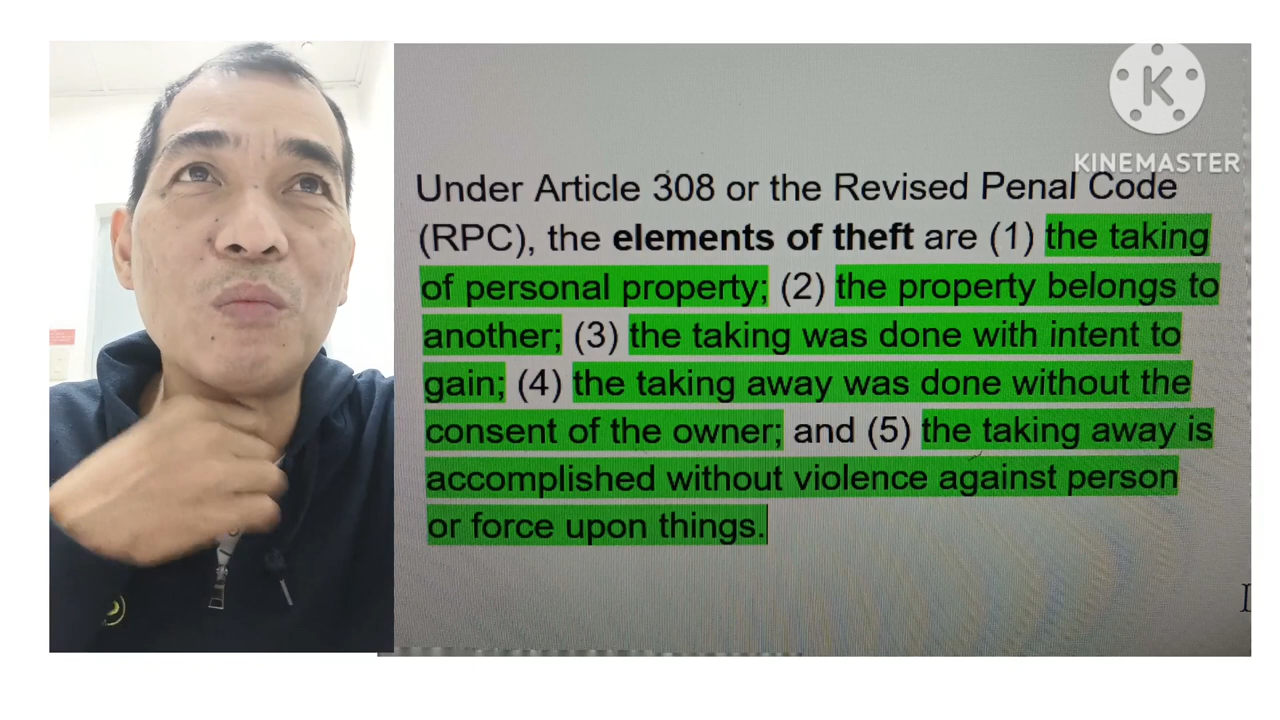 K
KINEMASTER
Under Article 308 or the Revised Penal Code
(RPC), the elements of theft are (1) the taking
of personal property; (2) the property belongs to
another; (3) the taking was done with intent to
gain; (4) the taking away was done without the
consent of the owner; and (5) the taking away is
accomplished without violence against person
or force upon things.